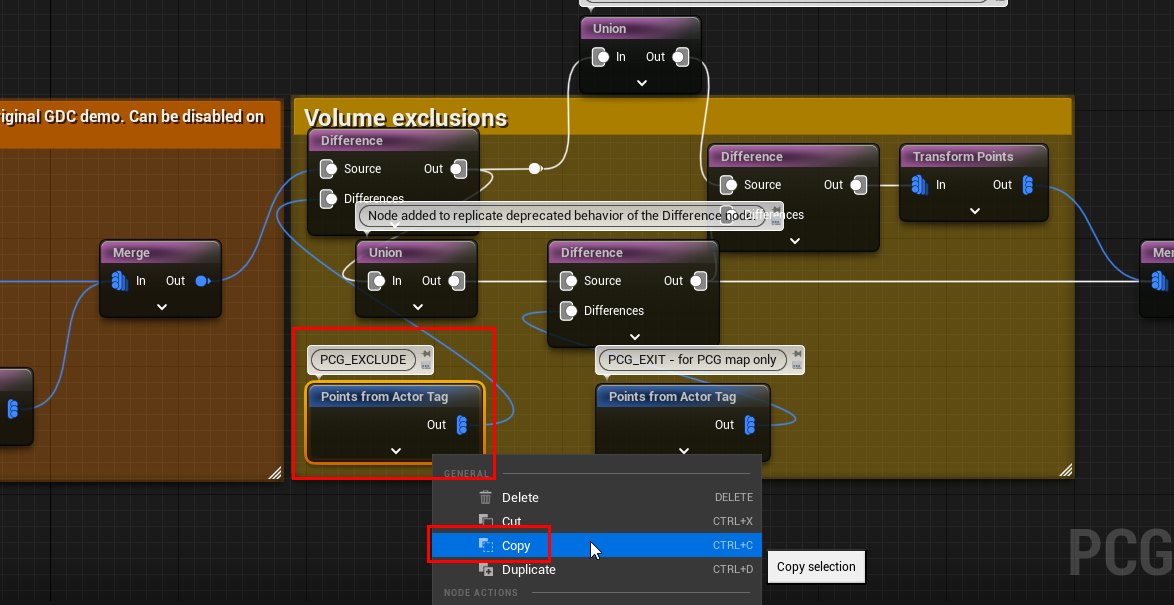 Union
In Out
riginal GDC demo. Can be disabled on
Volume exclusions
Difference
Source Out
Differences
Difference
Source Out
Differences
Transform Points
In Out
Node added to replicate deprecated behavior of the Difference node.
Merge
In Out
Union
In Out
Difference
Source Out
Differences
Mer
PCG_EXCLUDE
PCG_EXIT - for PCG map only
Points from Actor Tag
Out
Points from Actor Tag
Out
GENERAL
Delete DELETE
Cut CTRL+X
Copy CTRL+C
Duplicate CTRL+D
NODE ACTIONS
Copy selection
PCG